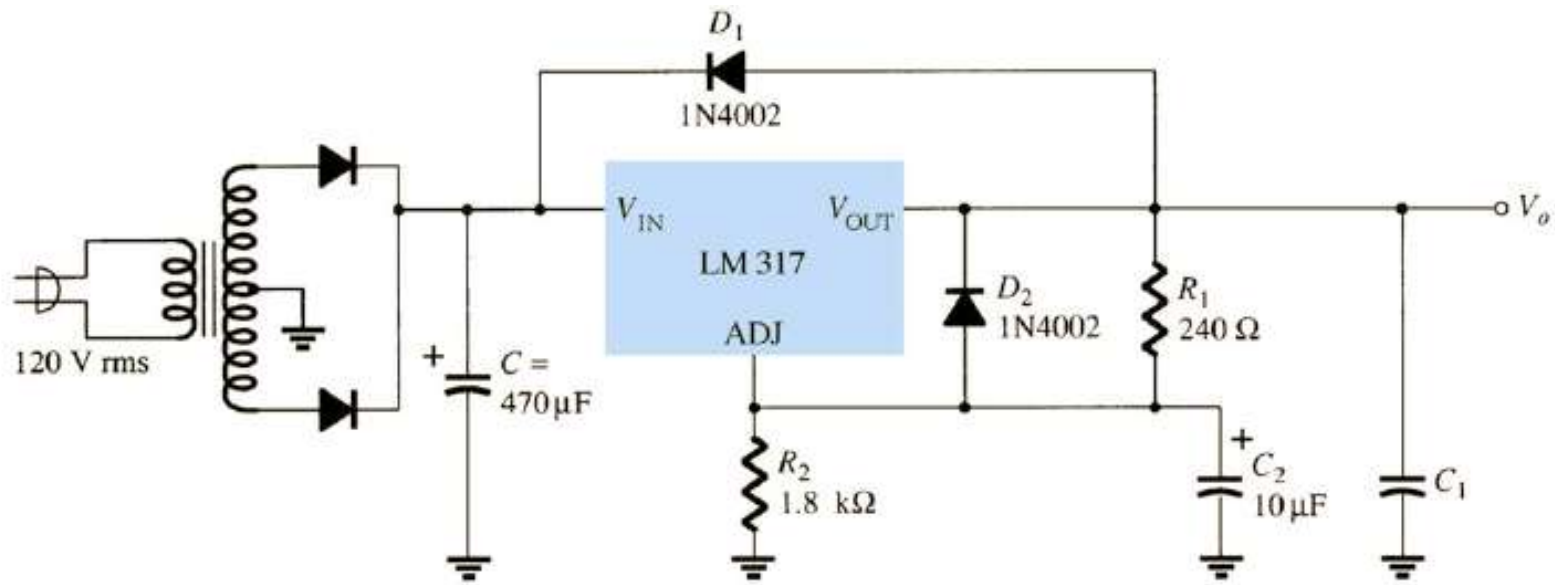 D1
1N4002
VIN
VOUT
Vo
LM 317
ADJ
D2
1N4002
R1
240 Ω
120 V rms
+
C =
470 µF
R2
1.8 kΩ
+
C2
10 µF
C1